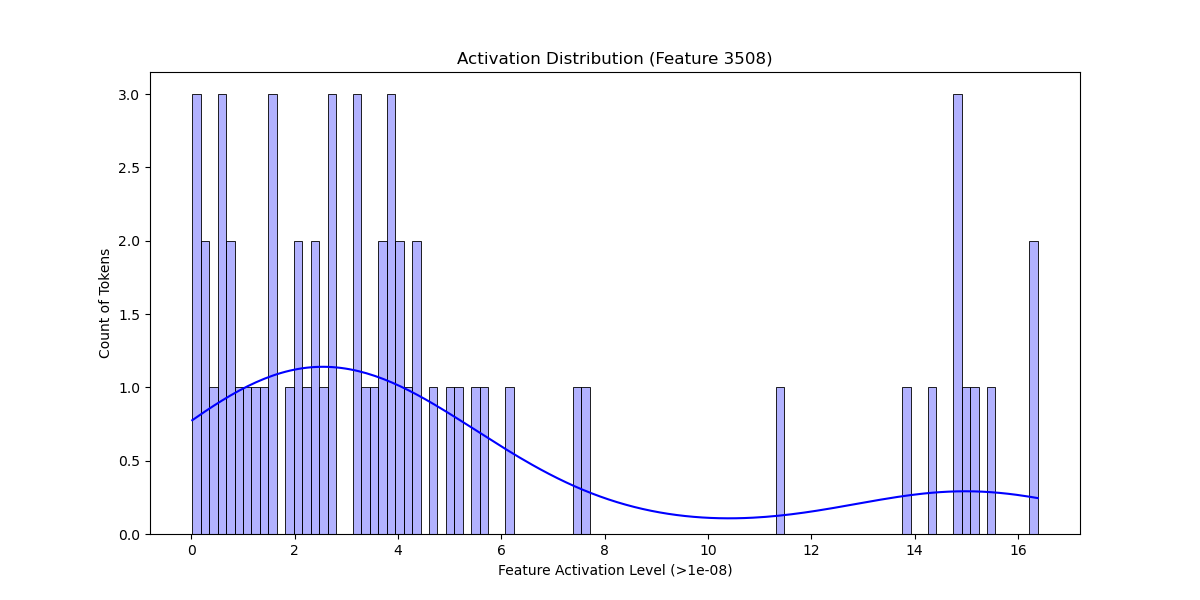 Activation Distribution (Feature 3508)
3.0
2.5
2.0
1.5
1.0
0.5
0.0
Count of Tokens
0 2 4 6 8 10 12 14 16
Feature Activation Level (>1e-08)